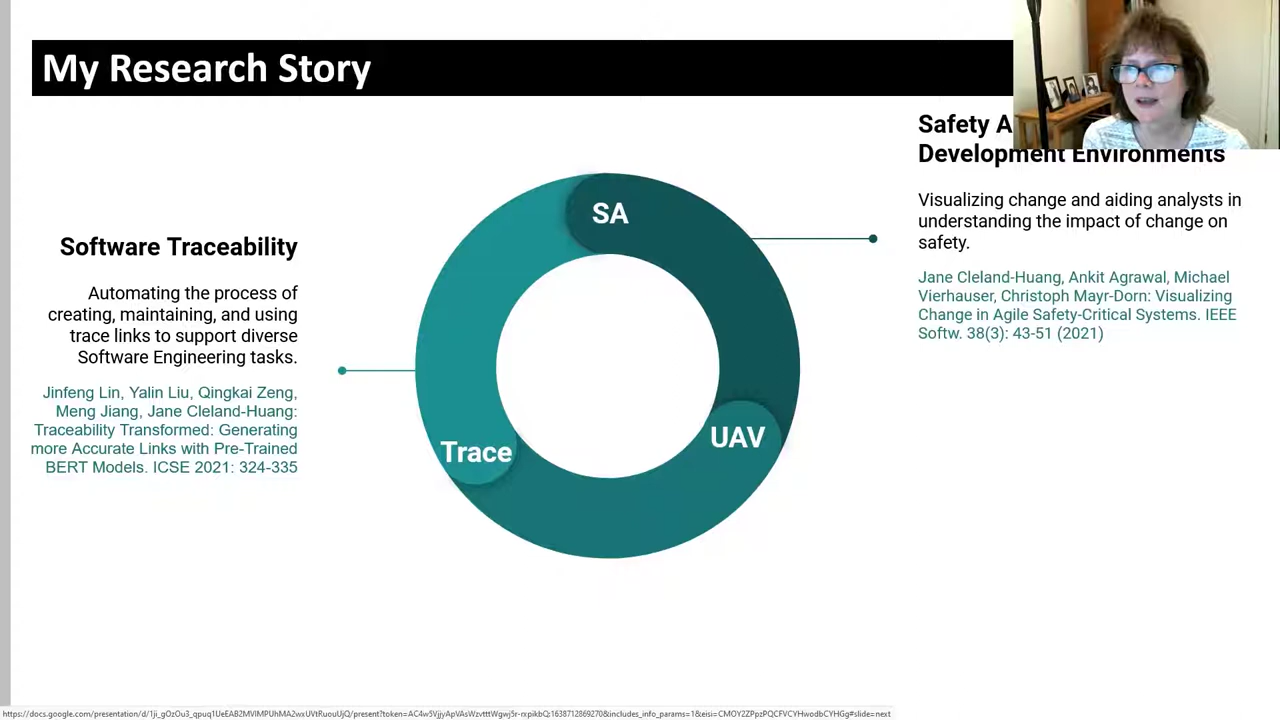 My Research Story
Software Traceability
Automating the process of
creating, maintaining, and using
trace links to support diverse
Software Engineering tasks.
Jinfeng Lin, Yalin Liu, Qingkai Zeng,
Meng Jiang, Jane Cleland-Huang:
Traceability Transformed: Generating
more Accurate Links with Pre-Trained
BERT Models. ICSE 2021: 324-335
SA
UAV
Trace
Safety A
Development Environments
Visualizing change and aiding analysts in
understanding the impact of change on
safety.
Jane Cleland-Huang, Ankit Agrawal, Michael
Vierhauser, Christoph Mayr-Dorn: Visualizing
Change in Agile Safety-Critical Systems. IEEE
Softw. 38(3): 43-51 (2021)